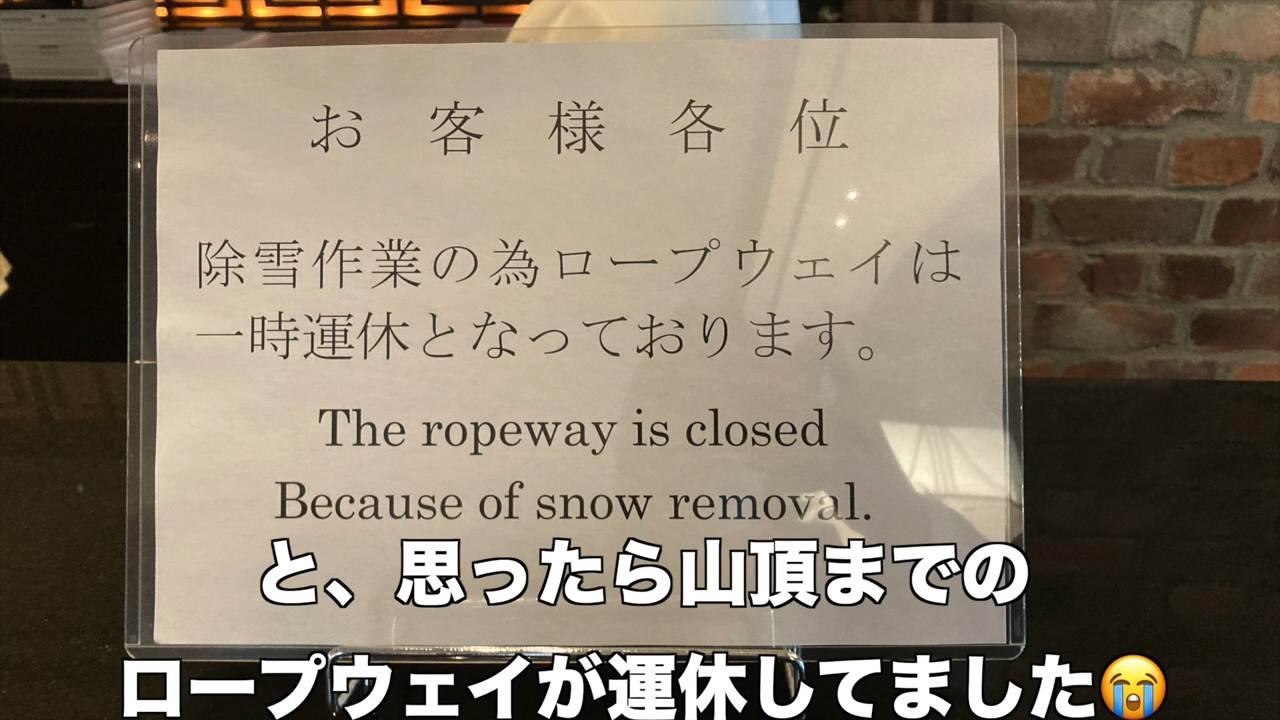 お客様各位
除雪作業の為ロープウェイは
一時運休となっております。
The ropeway is closed
Because of snow removal.
と、思ったら山頂までの
ロープウェイが運休してました😭